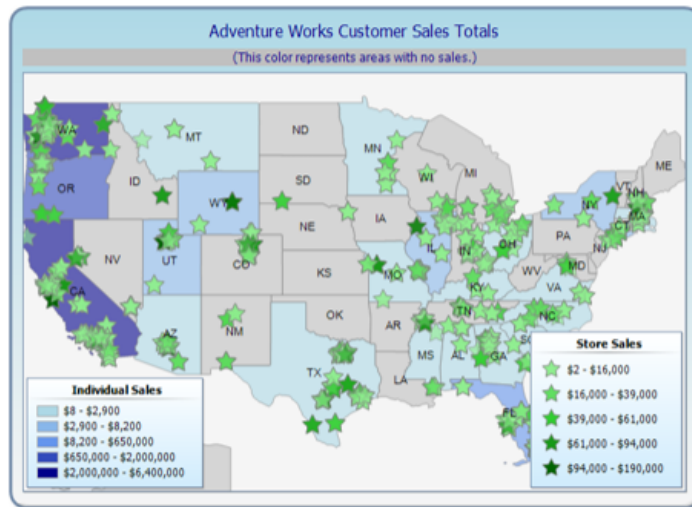 Adventure Works Customer Sales Totals
(This color represents areas with no sales.)
WA
MT
ND
MN
ME
OR
ID
WY
SD
WI
MI
VT
NH
NY
MA
CT
NV
UT
CO
NE
IA
IL
IN
OH
PA
NJ
MD
CA
KS
MO
KY
WV
VA
AZ
NM
OK
AR
TN
NC
TX
LA
MS
AL
GA
SC
FL
Individual Sales
$8 - $2,900
$2,900 - $8,200
$8,200 - $650,000
$650,000 - $2,000,000
$2,000,000 - $6,400,000
Store Sales
$2 - $16,000
$16,000 - $39,000
$39,000 - $61,000
$61,000 - $94,000
$94,000 - $190,000